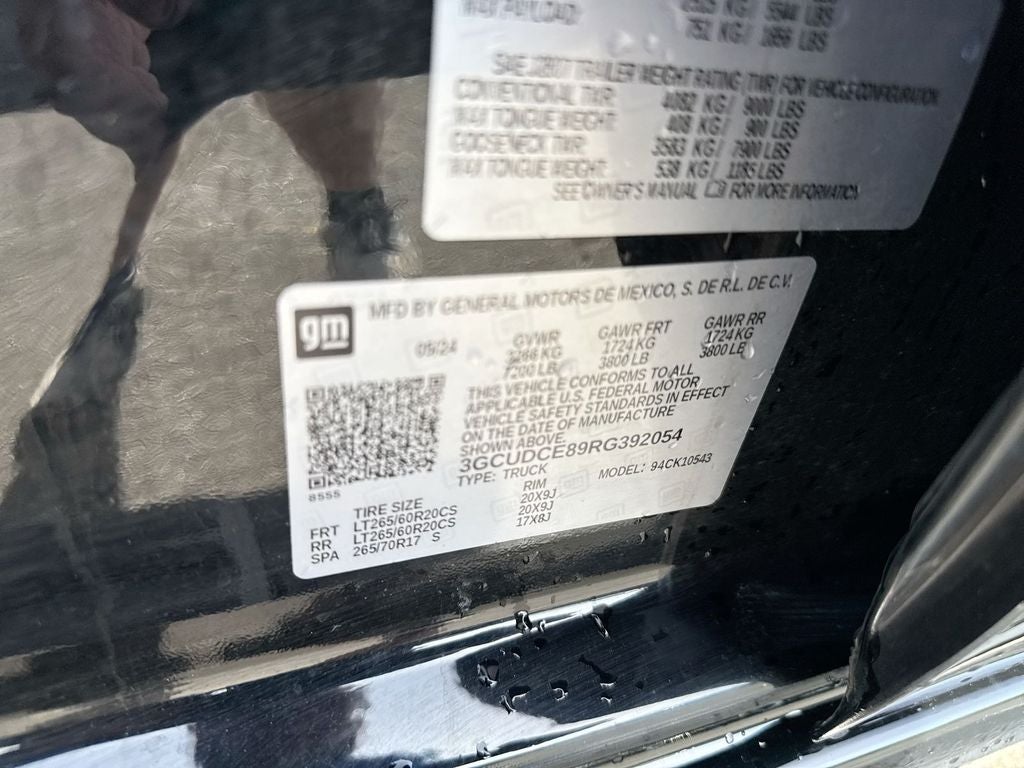 MAX PAYLOAD:
751 KG/ 1656 LBS
SAE J2807 TRAILER WEIGHT RATING (TWR) FOR VEHICLE CONFIGURATION
CONVENTIONAL TWR: 4082 KG/ 9000 LBS
MAX TONGUE WEIGHT: 408 KG/ 900 LBS
GOOSENECK TWR: 3583 KG/ 7900 LBS
MAX TONGUE WEIGHT: 538 KG/ 1185 LBS
SEE OWNER'S MANUAL FOR MORE INFORMATION
gm
MFD BY GENERAL MOTORS DE MEXICO, S. DE R.L. DE C.V.
05/24 GVWR GAWR FRT GAWR RR
3266 KG 1724 KG 1724 KG
7200 LB 3800 LB 3800 LB
THIS VEHICLE CONFORMS TO ALL
APPLICABLE U.S. FEDERAL MOTOR
VEHICLE SAFETY STANDARDS IN EFFECT
ON THE DATE OF MANUFACTURE
SHOWN ABOVE.
3GCUDCE89RG392054
TYPE: TRUCK MODEL: 94CK10543
8555
TIRE SIZE RIM
FRT LT265/60R20CS 20X9J
RR LT265/60R20CS 20X9J
SPA 265/70R17 S 17X8J